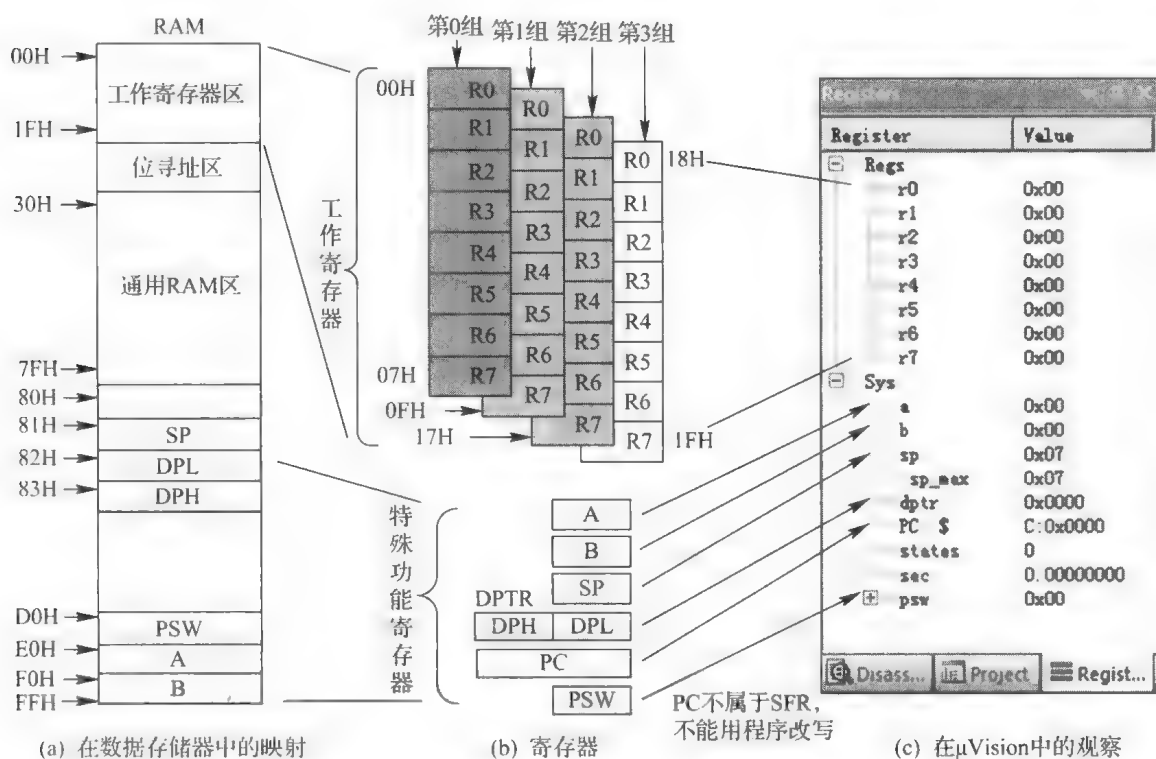 RAM
00H
工作寄存器区
1FH
位寻址区
30H
通用RAM区
7FH
80H
81H
SP
82H
DPL
83H
DPH
D0H
PSW
E0H
A
F0H
B
FFH
(a) 在数据存储器中的映射
第0组
第1组
第2组
第3组
工作寄存器
00H
R0
R1
R2
R3
R4
R5
R6
R7
07H
R0
R1
R2
R3
R4
R5
R6
R7
0FH
R0
R1
R2
R3
R4
R5
R6
R7
17H
R0
R1
R2
R3
R4
R5
R6
R7
18H
1FH
特殊功能寄存器
A
B
SP
DPTR
DPH DPL
PC
PSW
PC不属于SFR,
不能用程序改写
(b) 寄存器
Register Value
Regs
r0 0x00
r1 0x00
r2 0x00
r3 0x00
r4 0x00
r5 0x00
r6 0x00
r7 0x00
Sys
a 0x00
b 0x00
sp 0x07
sp_max 0x07
dptr 0x0000
PC $ C:0x0000
states 0
sec 0.00000000
psw 0x00
Disass... Project Regist...
(c) 在μVision中的观察